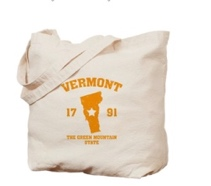 VERMONT
17 91
THE GREEN MOUNTAIN
STATE